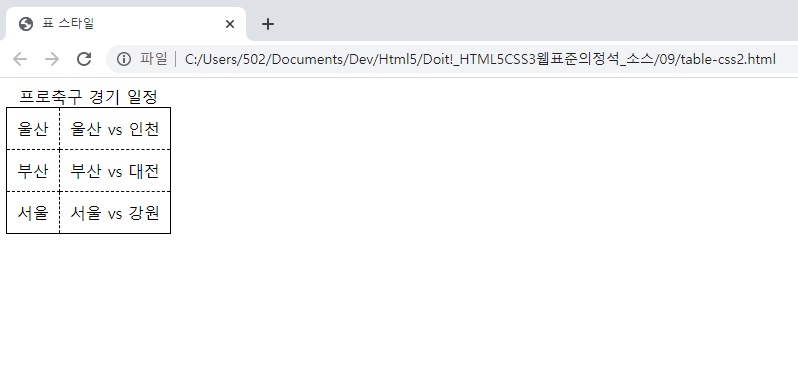 표 스타일
파일 C:/Users/502/Documents/Dev/Html5/Doit!_HTML5CSS3웹표준의정석_소스/09/table-css2.html
프로축구 경기 일정
울산 울산 vs 인천
부산 부산 vs 대전
서울 서울 vs 강원